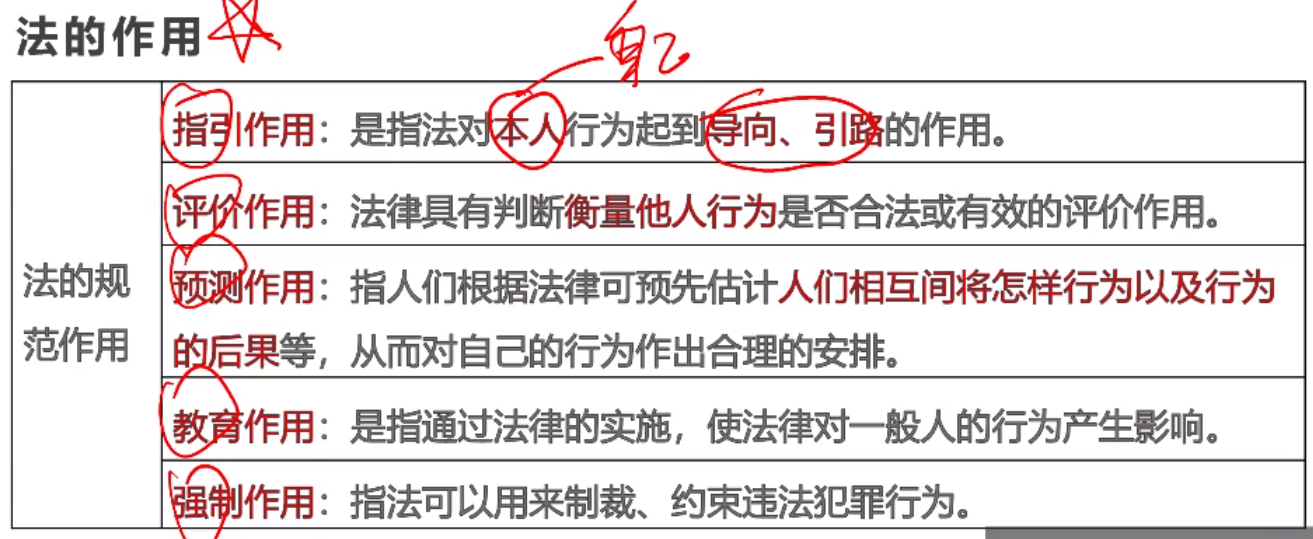 法的作用
自己
指引作用：是指法对本人行为起到导向、引路的作用。
评价作用：法律具有判断衡量他人行为是否合法或有效的评价作用。
法的规
范作用
预测作用：指人们根据法律可预先估计人们相互间将怎样行为以及行为
的后果等，从而对自己的行为作出合理的安排。
教育作用：是指通过法律的实施，使法律对一般人的行为产生影响。
强制作用：指法可以用来制裁、约束违法犯罪行为。